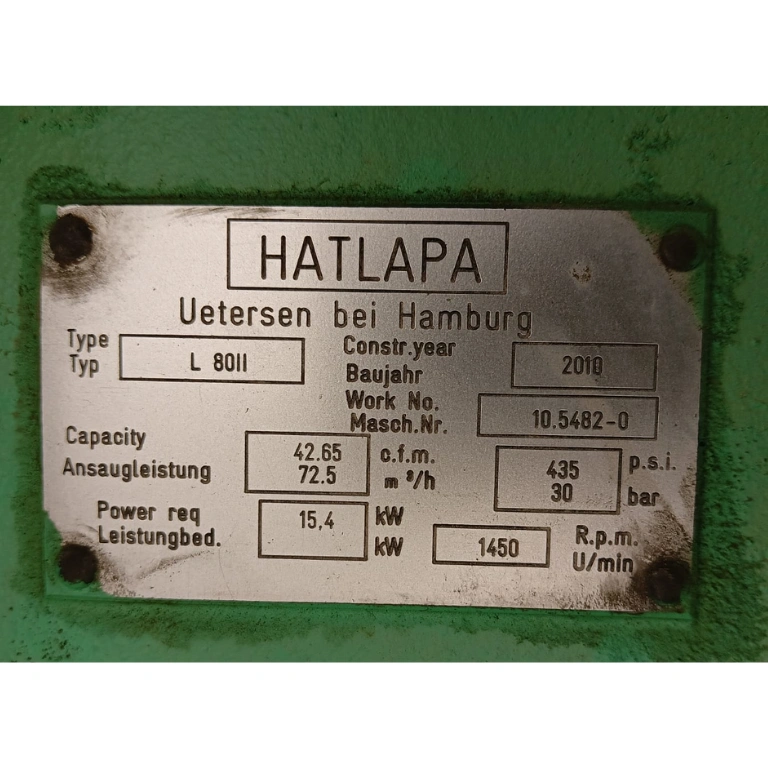 HATLAPA
Uetersen bei Hamburg
Type
Typ
L 80II
Constr.year
Baujahr
2010
Work No.
Masch.Nr.
10.5482-0
Capacity
Ansaugleistung
42.65 c.f.m.
72.5 m³/h
435 p.s.i.
30 bar
Power req
Leistungbed.
15,4 kW
kW
1450
R.p.m.
U/min